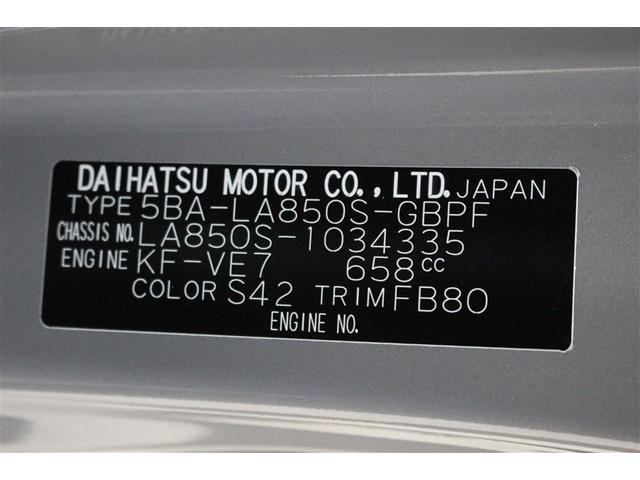 DAIHATSU MOTOR CO., LTD. JAPAN
TYPE 5BA-LA850S-GBPF
CHASSIS NO. LA850S-1034335
ENGINE KF-VE7 658cc
COLOR S42 TRIM FB80
ENGINE NO.